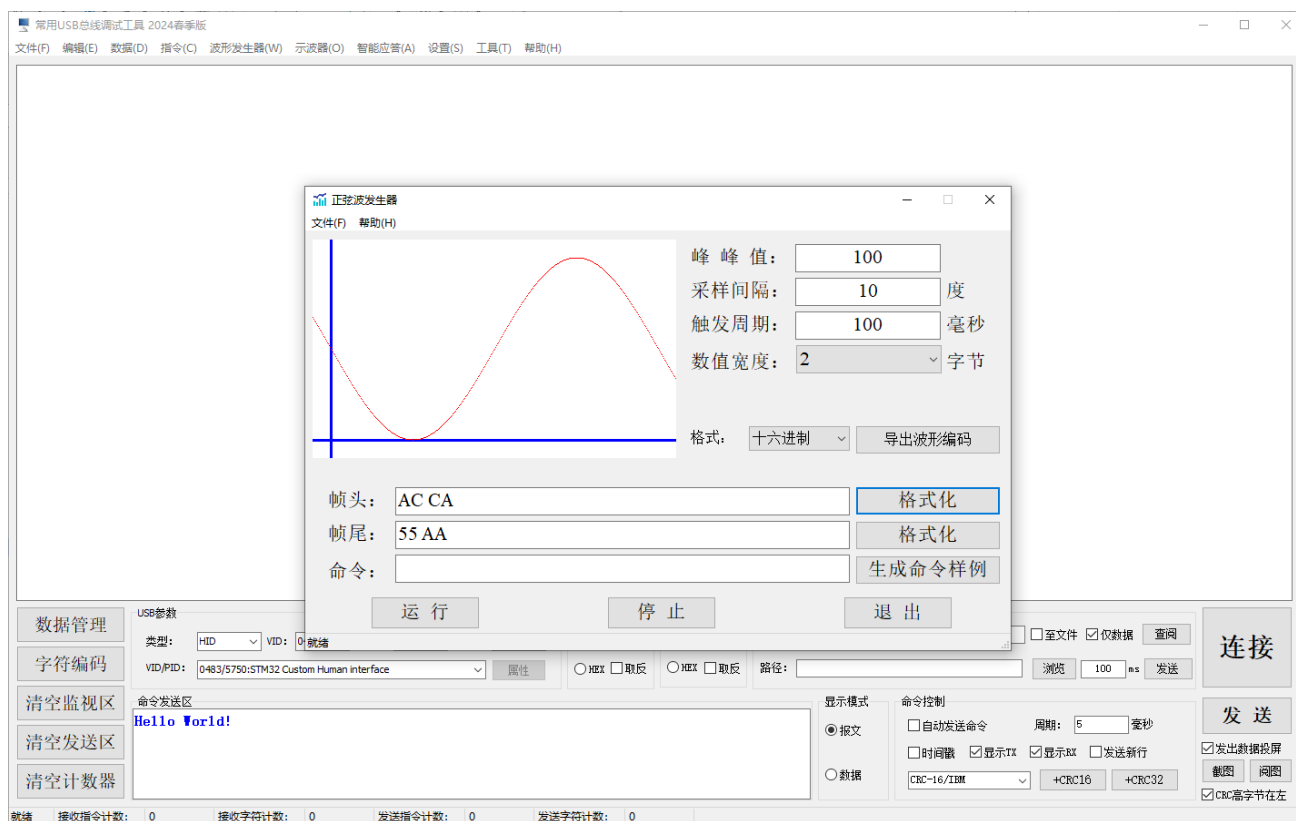 常用USB总线调试工具 2024春季版
文件(F) 编辑(E) 数据(D) 指令(C) 波形发生器(W) 示波器(O) 智能应答(A) 设置(S) 工具(T) 帮助(H)
正弦波发生器
文件(F) 帮助(H)
峰 峰 值： 100
采样间隔： 10 度
触发周期： 100 毫秒
数值宽度： 2 字节
格式： 十六进制 导出波形编码
帧头： AC CA 格式化
帧尾： 55 AA 格式化
命令： 生成命令样例
运 行 停 止 退 出
就绪
数据管理
字符编码
清空监视区
清空发送区
清空计数器
USB参数
类型： HID VID： 0
VID/PID： 0483/5750:STM32 Custom Human interface 属性
HEX 取反 HEX 取反 路径： 浏览 100 ms 发送
至文件 仅数据 查阅
连接
命令发送区
Hello World!
显示模式
报文
数据
命令控制
自动发送命令 周期： 5 毫秒
时间戳 显示TX 显示RX 发送新行
CRC-16/IBM +CRC16 +CRC32
发 送
发出数据投屏
截图 阅图
CRC高字节在左
就绪 接收指令计数： 0 接收字符计数： 0 发送指令计数： 0 发送字符计数： 0